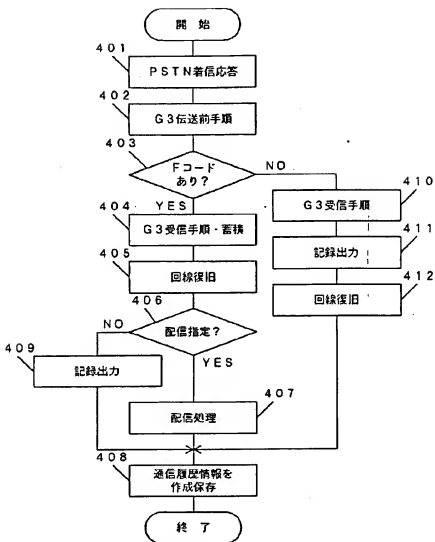 開始
401
PSTN着信応答
402
G3伝送前手順
403
Fコード
あり?
NO
YES
404
G3受信手順・蓄積
405
回線復旧
406
配信指定?
NO
YES
409
記録出力
407
配信処理
410
G3受信手順
411
記録出力
412
回線復旧
408
通信履歴情報を
作成保存
終了